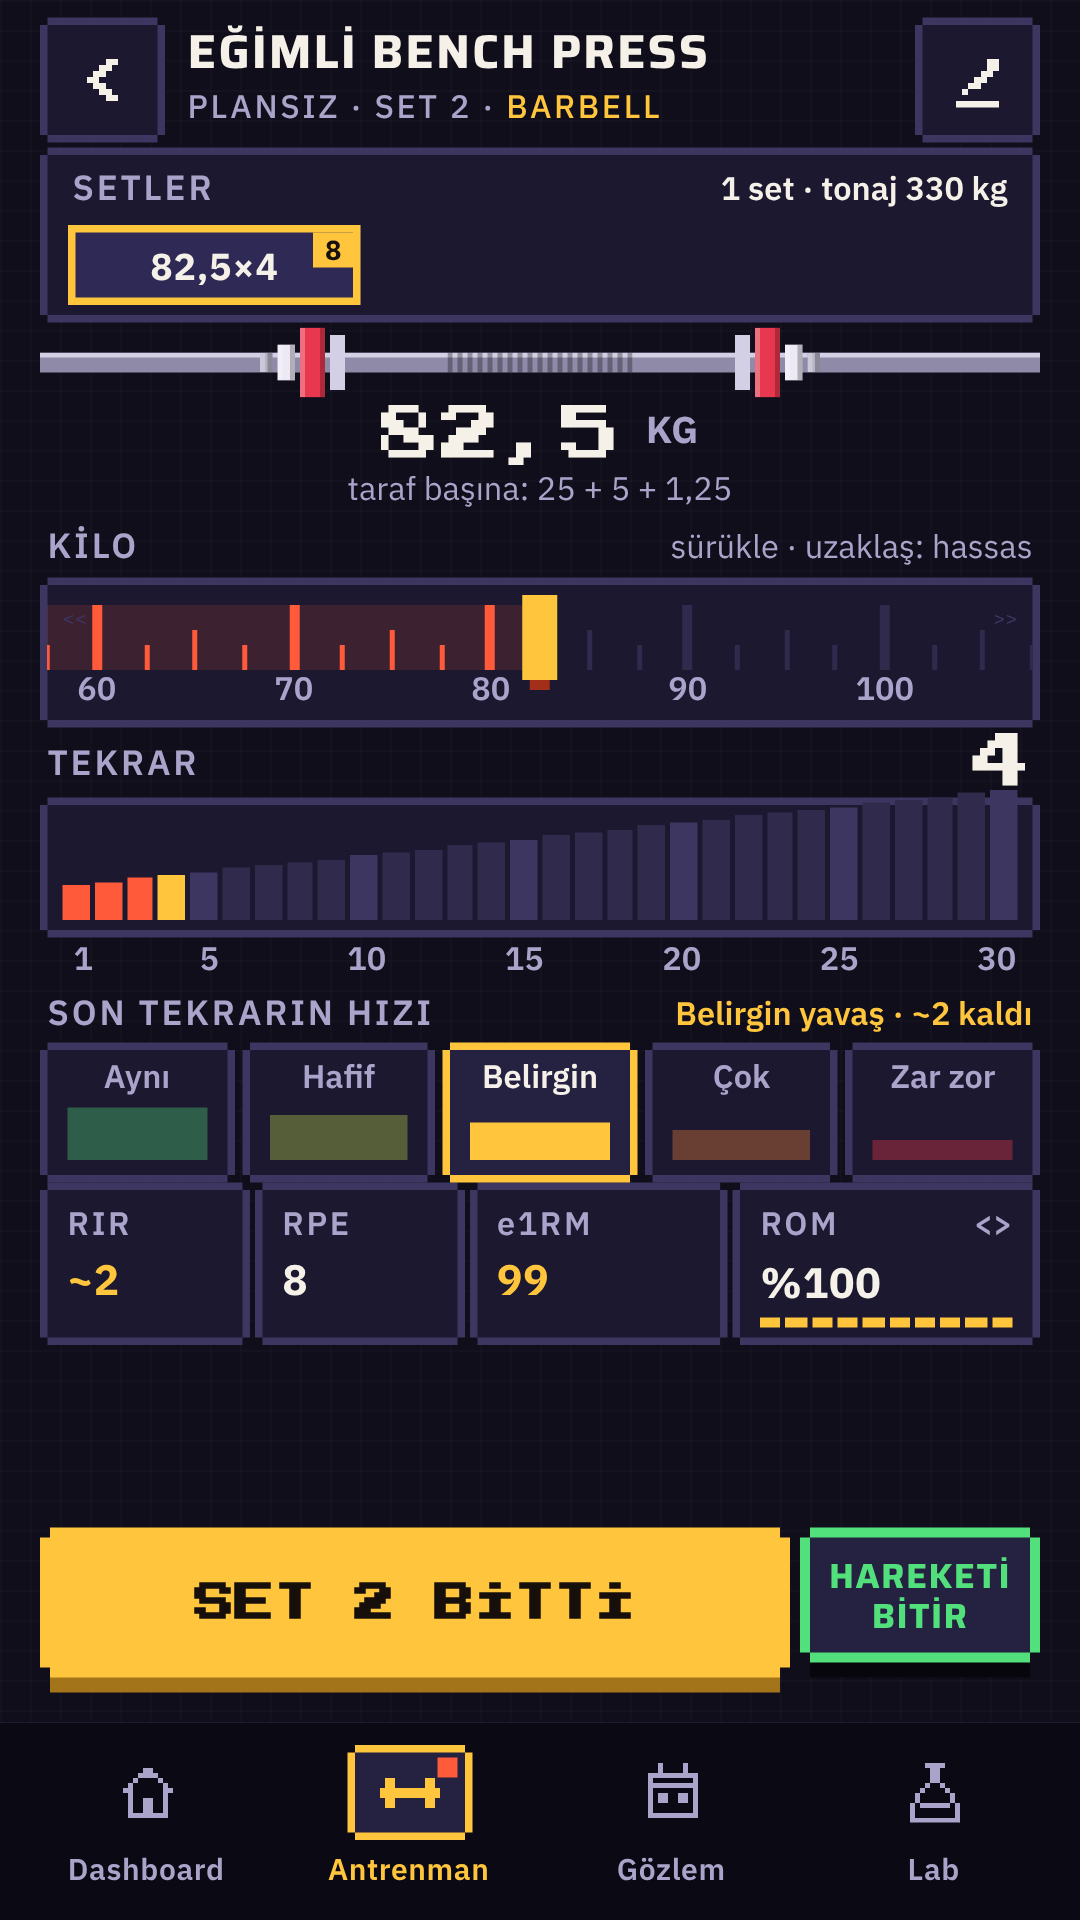 EĞİMLİ BENCH PRESS
PLANSIZ · SET 2 · BARBELL
SETLER
1 set · tonaj 330 kg
82,5×4
8
82,5 KG
taraf başına: 25 + 5 + 1,25
KİLO
sürükle · uzaklaş: hassas
<< >>
60 70 80 90 100
TEKRAR
4
1 5 10 15 20 25 30
SON TEKRARIN HIZI
Belirgin yavaş · ~2 kaldı
Aynı Hafif Belirgin Çok Zar zor
RIR RPE e1RM ROM <>
~2 8 99 %100
SET 2 BİTTİ
HAREKETİ
BİTİR
Dashboard Antrenman Gözlem Lab